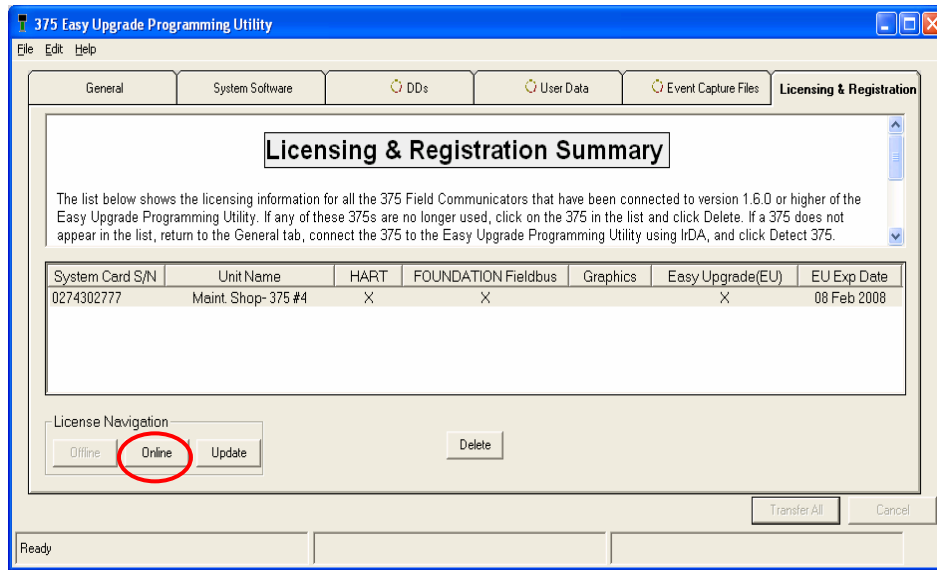 375 Easy Upgrade Programming Utility
File Edit Help
General System Software DDs User Data Event Capture Files Licensing & Registration
Licensing & Registration Summary
The list below shows the licensing information for all the 375 Field Communicators that have been connected to version 1.6.0 or higher of the
Easy Upgrade Programming Utility. If any of these 375s are no longer used, click on the 375 in the list and click Delete. If a 375 does not
appear in the list, return to the General tab, connect the 375 to the Easy Upgrade Programming Utility using IrDA, and click Detect 375.
System Card S/N Unit Name HART FOUNDATION Fieldbus Graphics Easy Upgrade(EU) EU Exp Date
0274302777 Maint. Shop- 375 #4 X X X 08 Feb 2008
License Navigation
Offline Online Update Delete
Transfer All Cancel
Ready